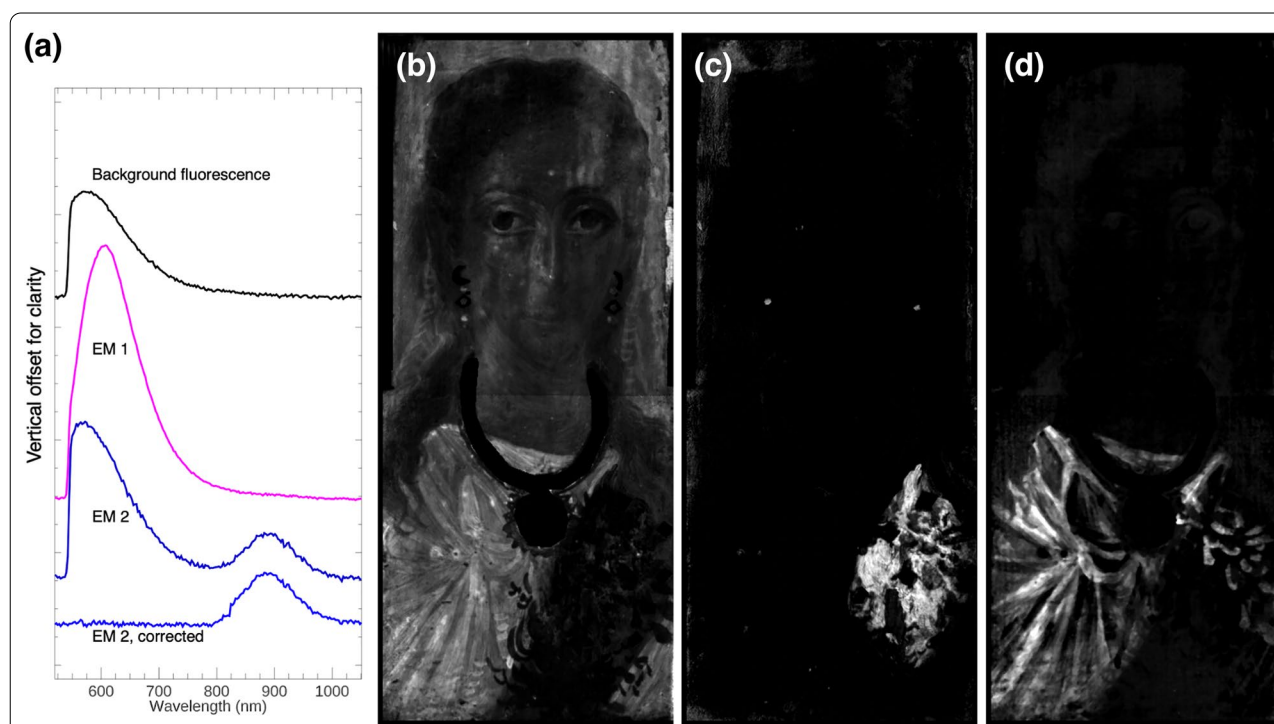 (a)
Background fluorescence
EM 1
EM 2
EM 2, corrected
Vertical offset for clarity
600 700 800 900 1000
Wavelength (nm)
(b)
(c)
(d)